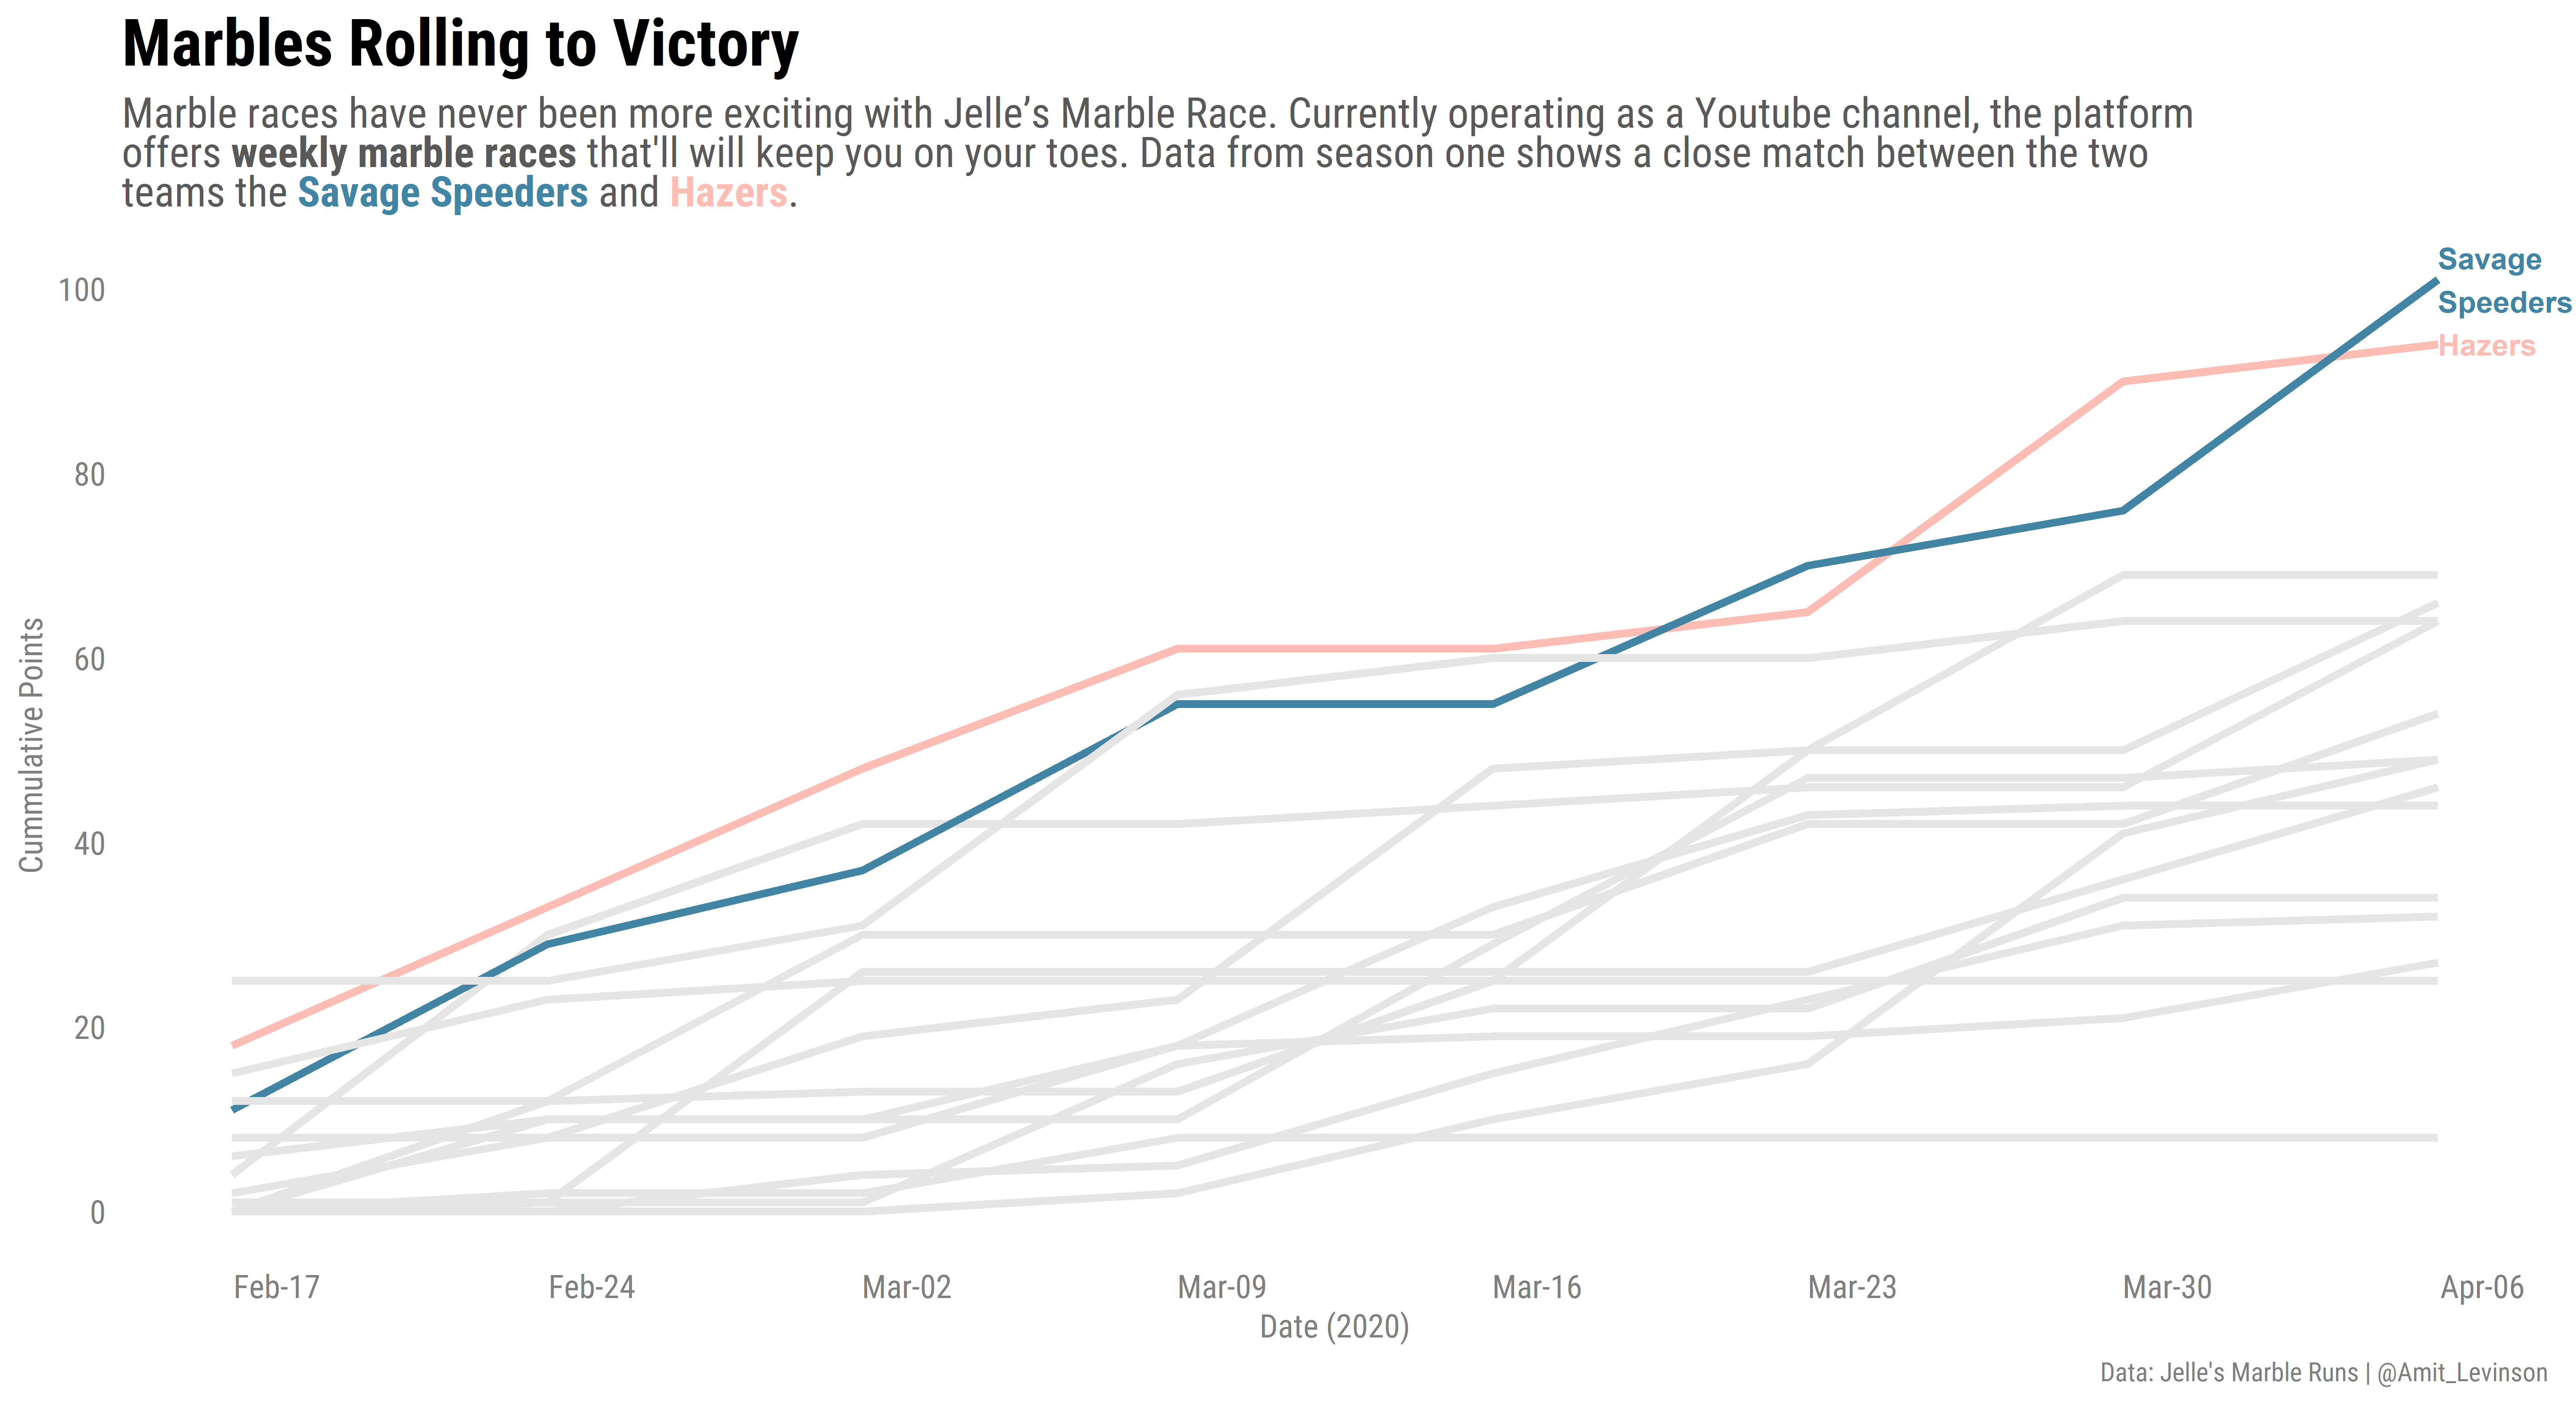 Marbles Rolling to Victory
Marble races have never been more exciting with Jelle’s Marble Race. Currently operating as a Youtube channel, the platform
offers weekly marble races that'll will keep you on your toes. Data from season one shows a close match between the two
teams the Savage Speeders and Hazers.
Savage
Speeders
Hazers
100
80
60
40
20
0
Cummulative Points
Feb-17 Feb-24 Mar-02 Mar-09 Mar-16 Mar-23 Mar-30 Apr-06
Date (2020)
Data: Jelle's Marble Runs | @Amit_Levinson